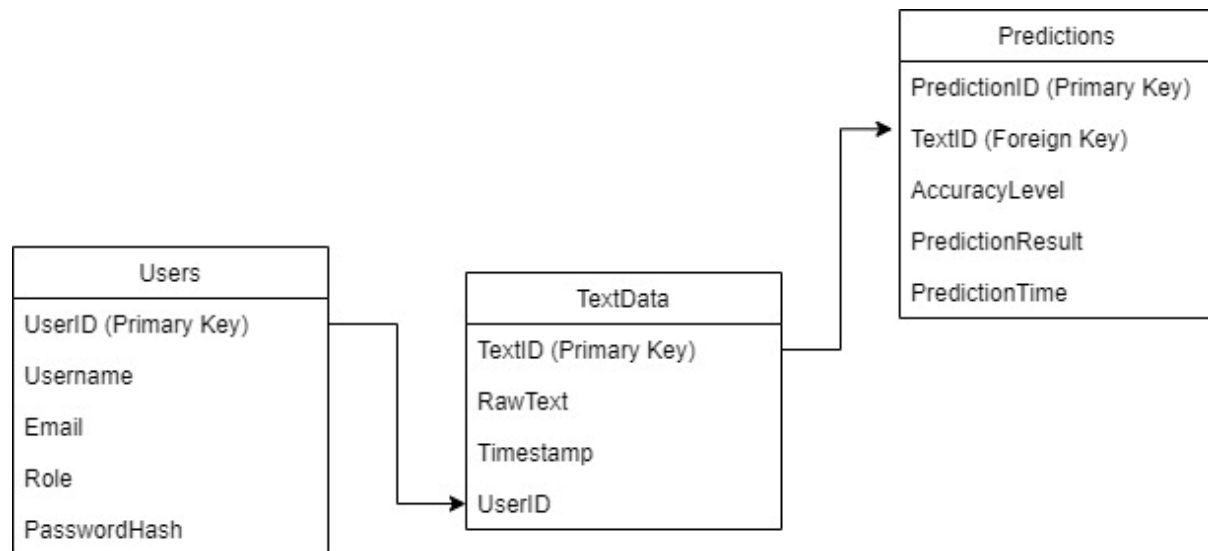 Users
UserID (Primary Key)
Username
Email
Role
PasswordHash
TextData
TextID (Primary Key)
RawText
Timestamp
UserID
Predictions
PredictionID (Primary Key)
TextID (Foreign Key)
AccuracyLevel
PredictionResult
PredictionTime